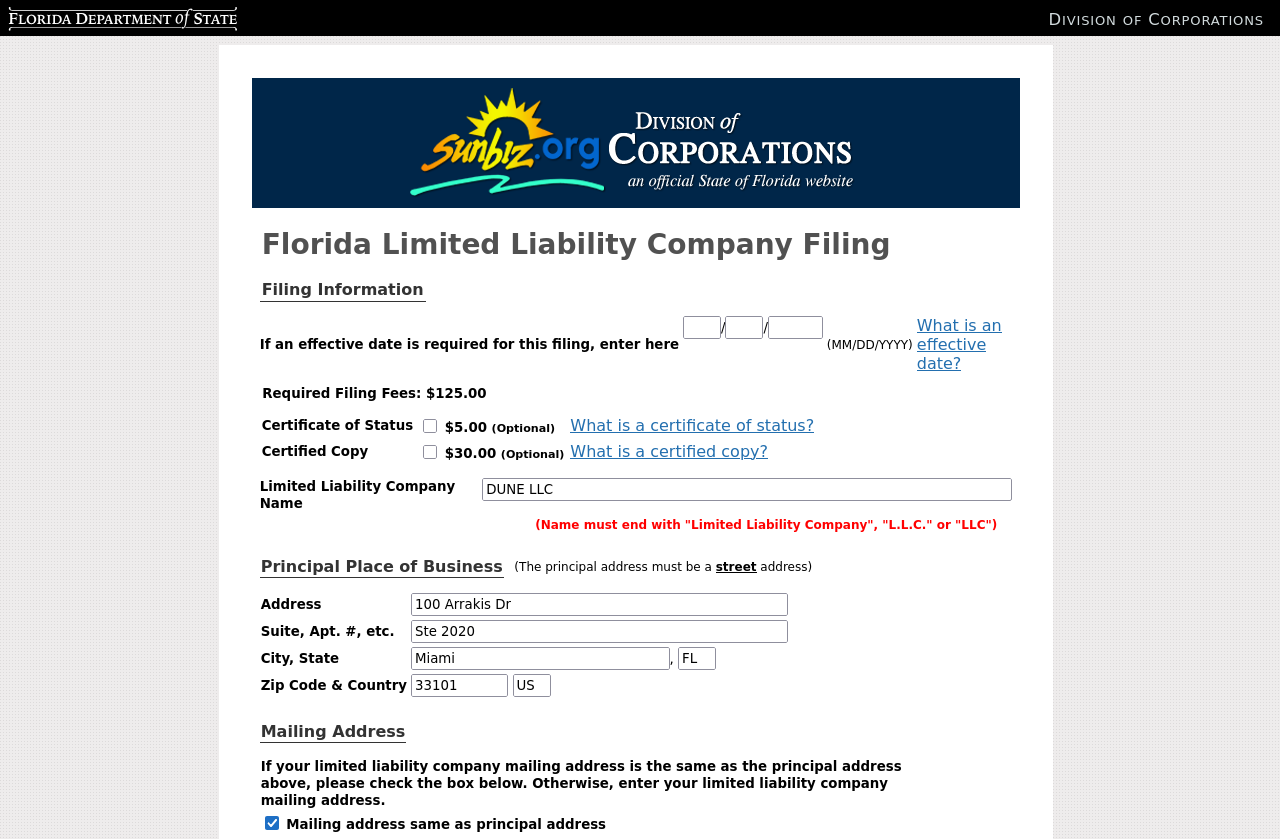 FLORIDA DEPARTMENT of STATE
DIVISION OF CORPORATIONS
Sunbiz.org
DIVISION of
CORPORATIONS
an official State of Florida website
Florida Limited Liability Company Filing
Filing Information
If an effective date is required for this filing, enter here / / (MM/DD/YYYY) What is an
effective
date?
Required Filing Fees: $125.00
Certificate of Status $5.00 (Optional) What is a certificate of status?
Certified Copy $30.00 (Optional) What is a certified copy?
Limited Liability Company
Name
DUNE LLC
(Name must end with "Limited Liability Company", "L.L.C." or "LLC")
Principal Place of Business (The principal address must be a street address)
Address 100 Arrakis Dr
Suite, Apt. #, etc. Ste 2020
City, State Miami , FL
Zip Code & Country 33101 US
Mailing Address
If your limited liability company mailing address is the same as the principal address
above, please check the box below. Otherwise, enter your limited liability company
mailing address.
Mailing address same as principal address